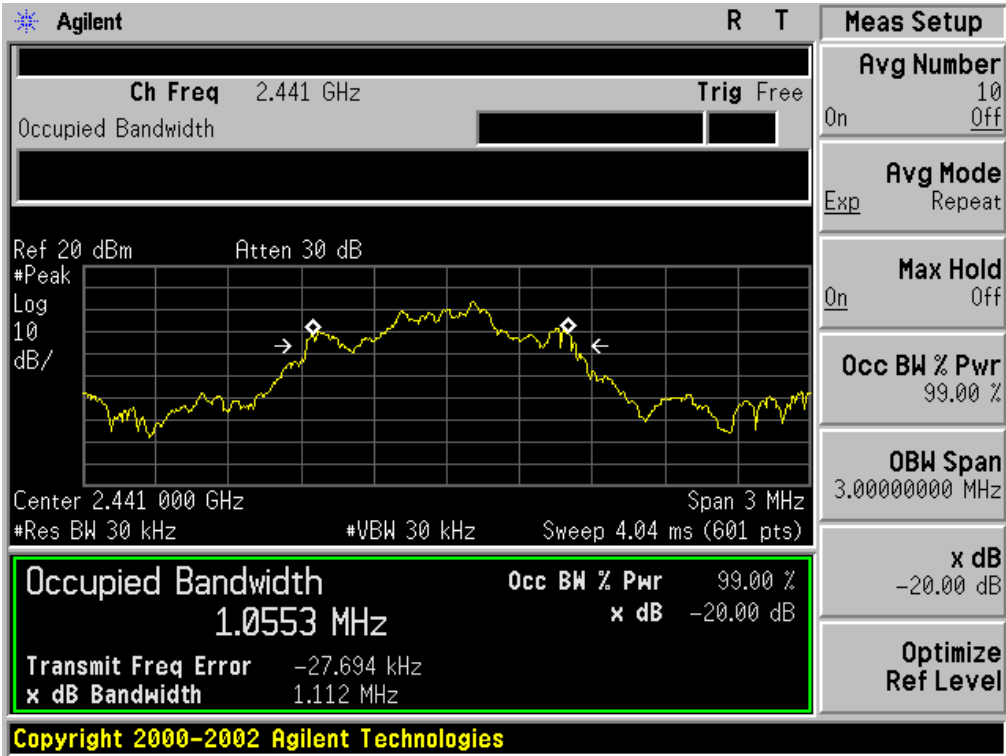 Agilent R T
Ch Freq 2.441 GHz Trig Free
Occupied Bandwidth
Ref 20 dBm Atten 30 dB
#Peak
Log
10
dB/
Center 2.441 000 GHz Span 3 MHz
#Res BW 30 kHz #VBW 30 kHz Sweep 4.04 ms (601 pts)
Occupied Bandwidth Occ BW % Pwr 99.00 %
1.0553 MHz x dB -20.00 dB
Transmit Freq Error -27.694 kHz
x dB Bandwidth 1.112 MHz
Copyright 2000-2002 Agilent Technologies
Meas Setup
Avg Number
10
On Off
Avg Mode
Exp Repeat
Max Hold
On Off
Occ BW % Pwr
99.00 %
OBW Span
3.00000000 MHz
x dB
-20.00 dB
Optimize
Ref Level